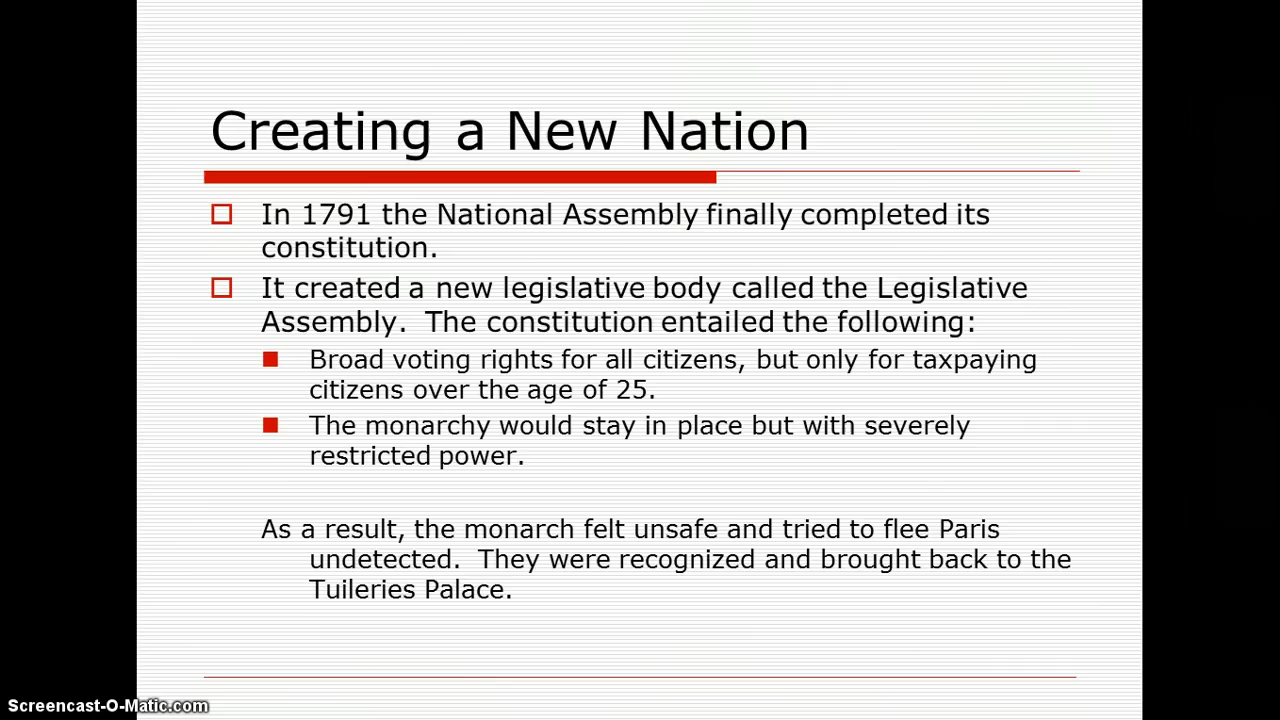 Creating a New Nation
In 1791 the National Assembly finally completed its
constitution.
It created a new legislative body called the Legislative
Assembly.  The constitution entailed the following:
Broad voting rights for all citizens, but only for taxpaying
citizens over the age of 25.
The monarchy would stay in place but with severely
restricted power.
As a result, the monarch felt unsafe and tried to flee Paris
undetected.  They were recognized and brought back to the
Tuileries Palace.
Screencast-O-Matic.com